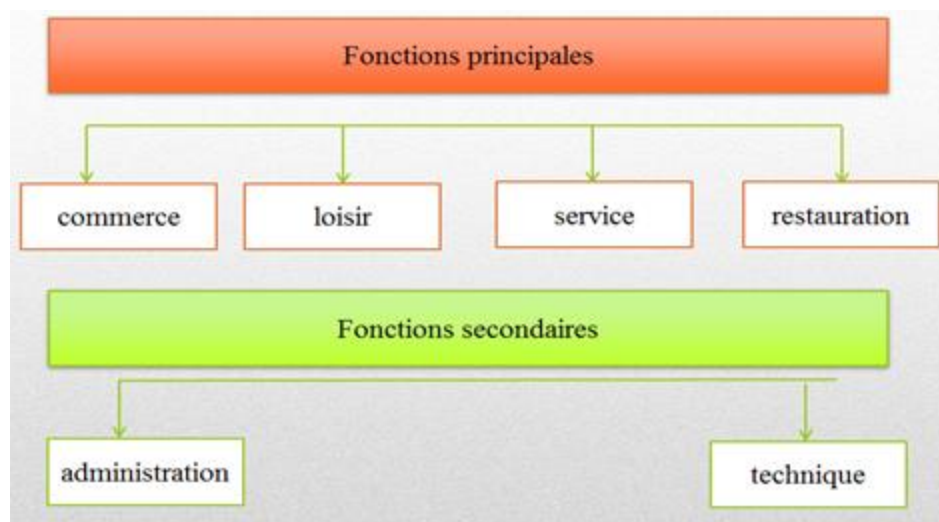 Fonctions principales
commerce
loisir
service
restauration
Fonctions secondaires
administration
technique